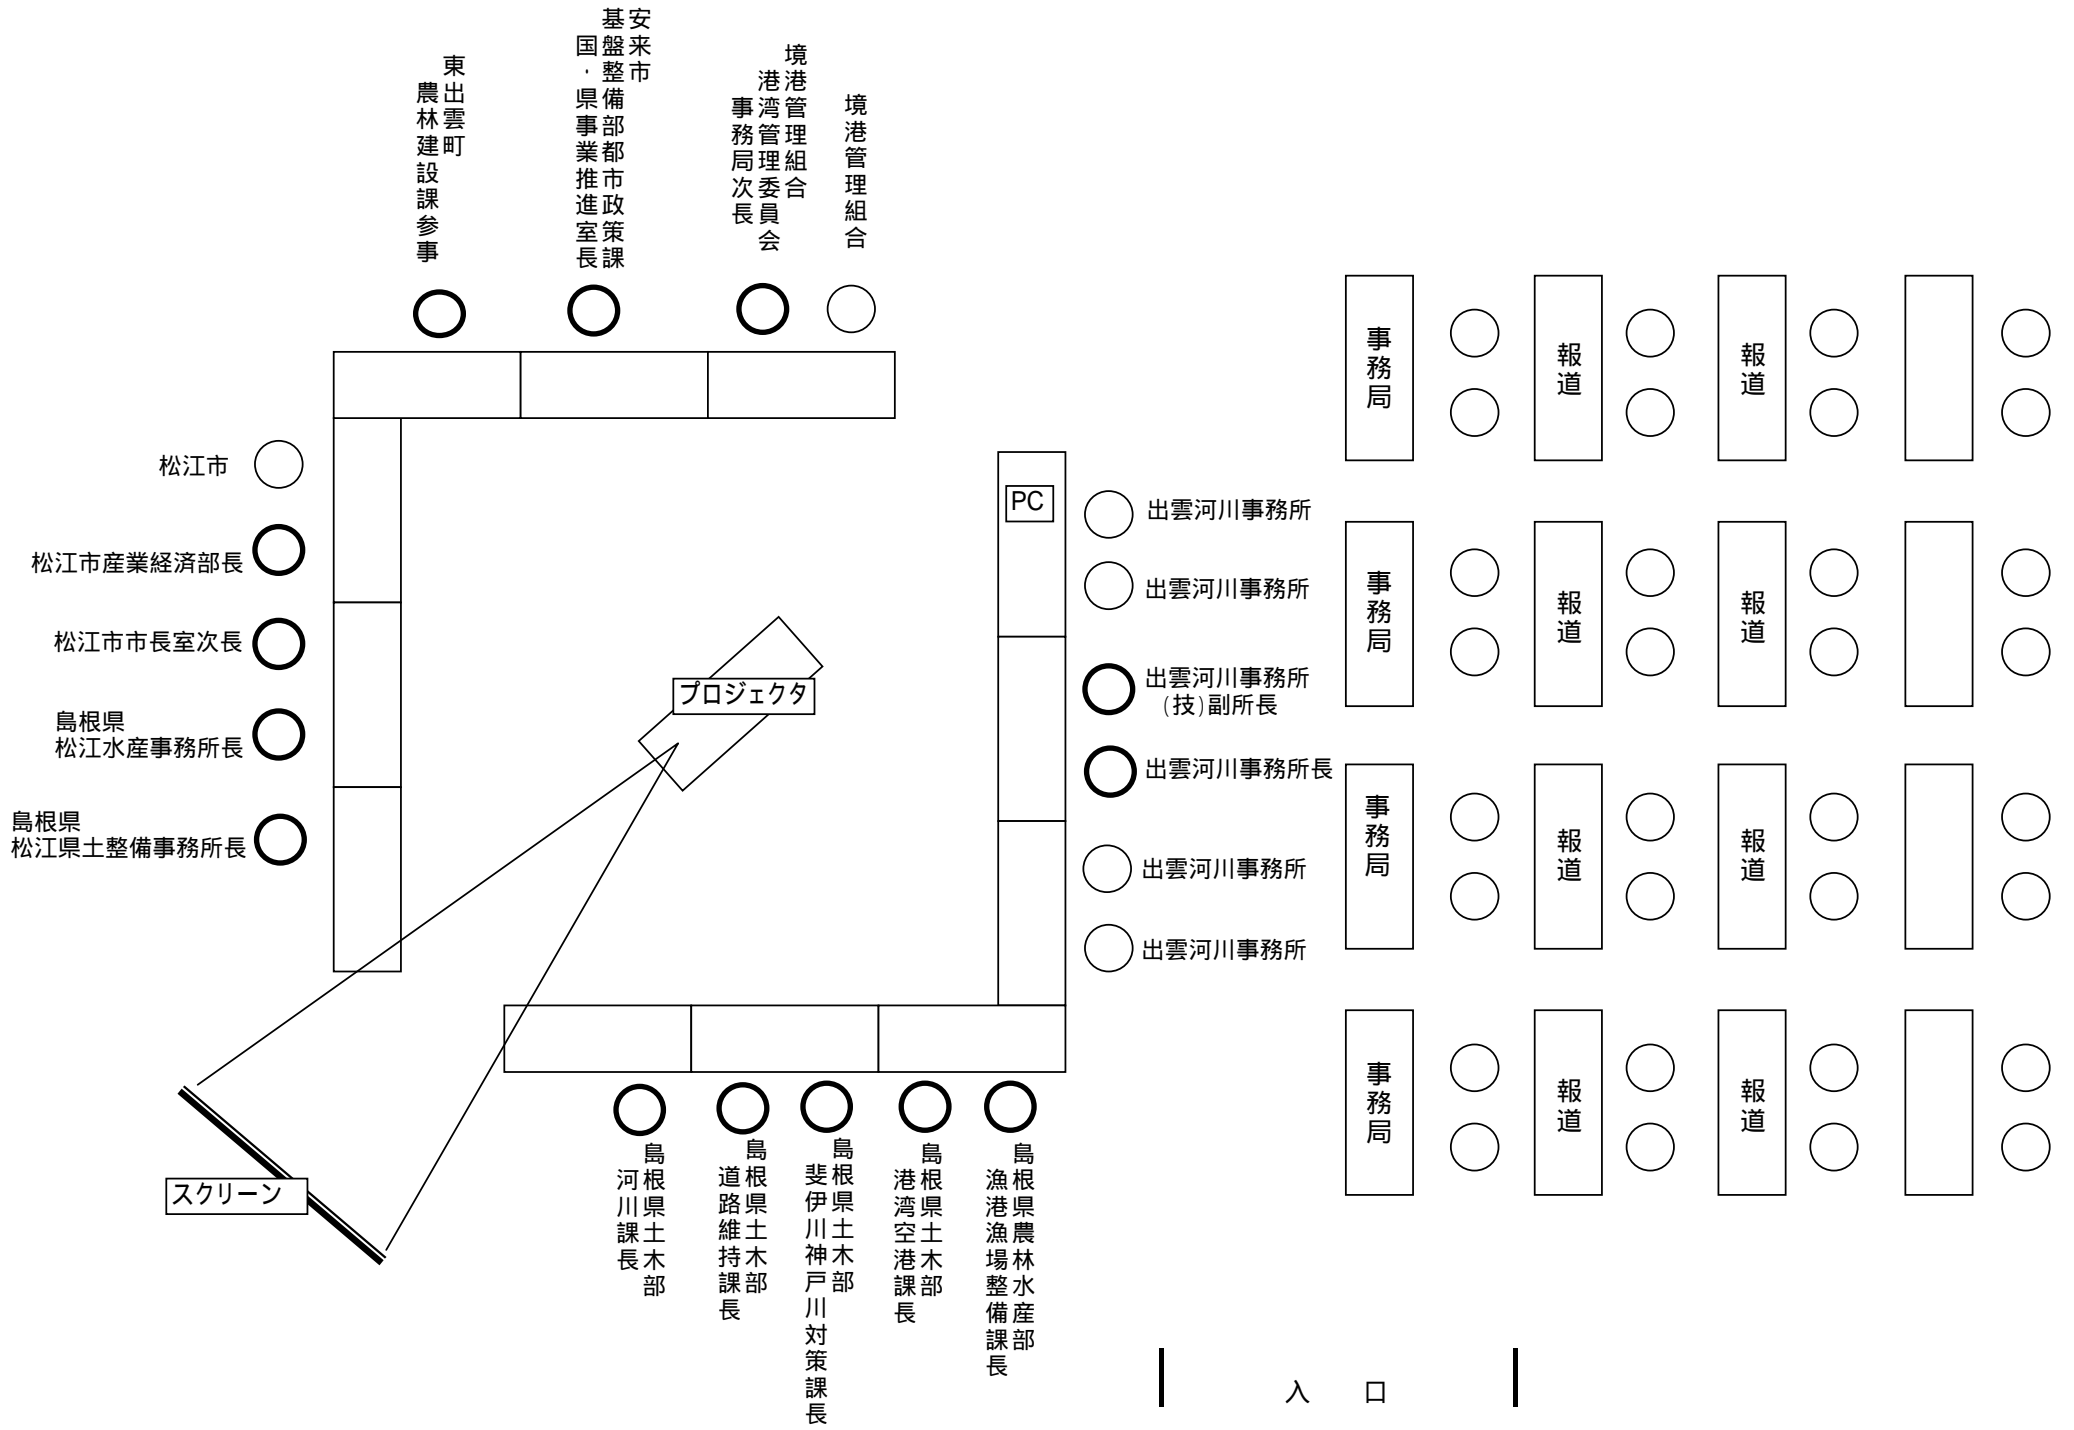 東出雲町
農林建設課参事
安来市
基盤整備部都市政策課
国・県事業推進室長
境港管理組合
港湾管理委員会
事務局次長
境港管理組合
松江市
松江市産業経済部長
松江市市長室次長
島根県
松江水産事務所長
島根県
松江県土整備事務所長
プロジェクタ
スクリーン
PC
出雲河川事務所
出雲河川事務所
出雲河川事務所
(技)副所長
出雲河川事務所長
出雲河川事務所
出雲河川事務所
島根県土木部
河川課長
島根県土木部
道路維持課長
島根県土木部
斐伊川神戸川対策課長
島根県土木部
港湾空港課長
島根県農林水産部
漁港漁場整備課長
事務局
報道
報道
事務局
報道
報道
事務局
報道
報道
事務局
報道
報道
入　口